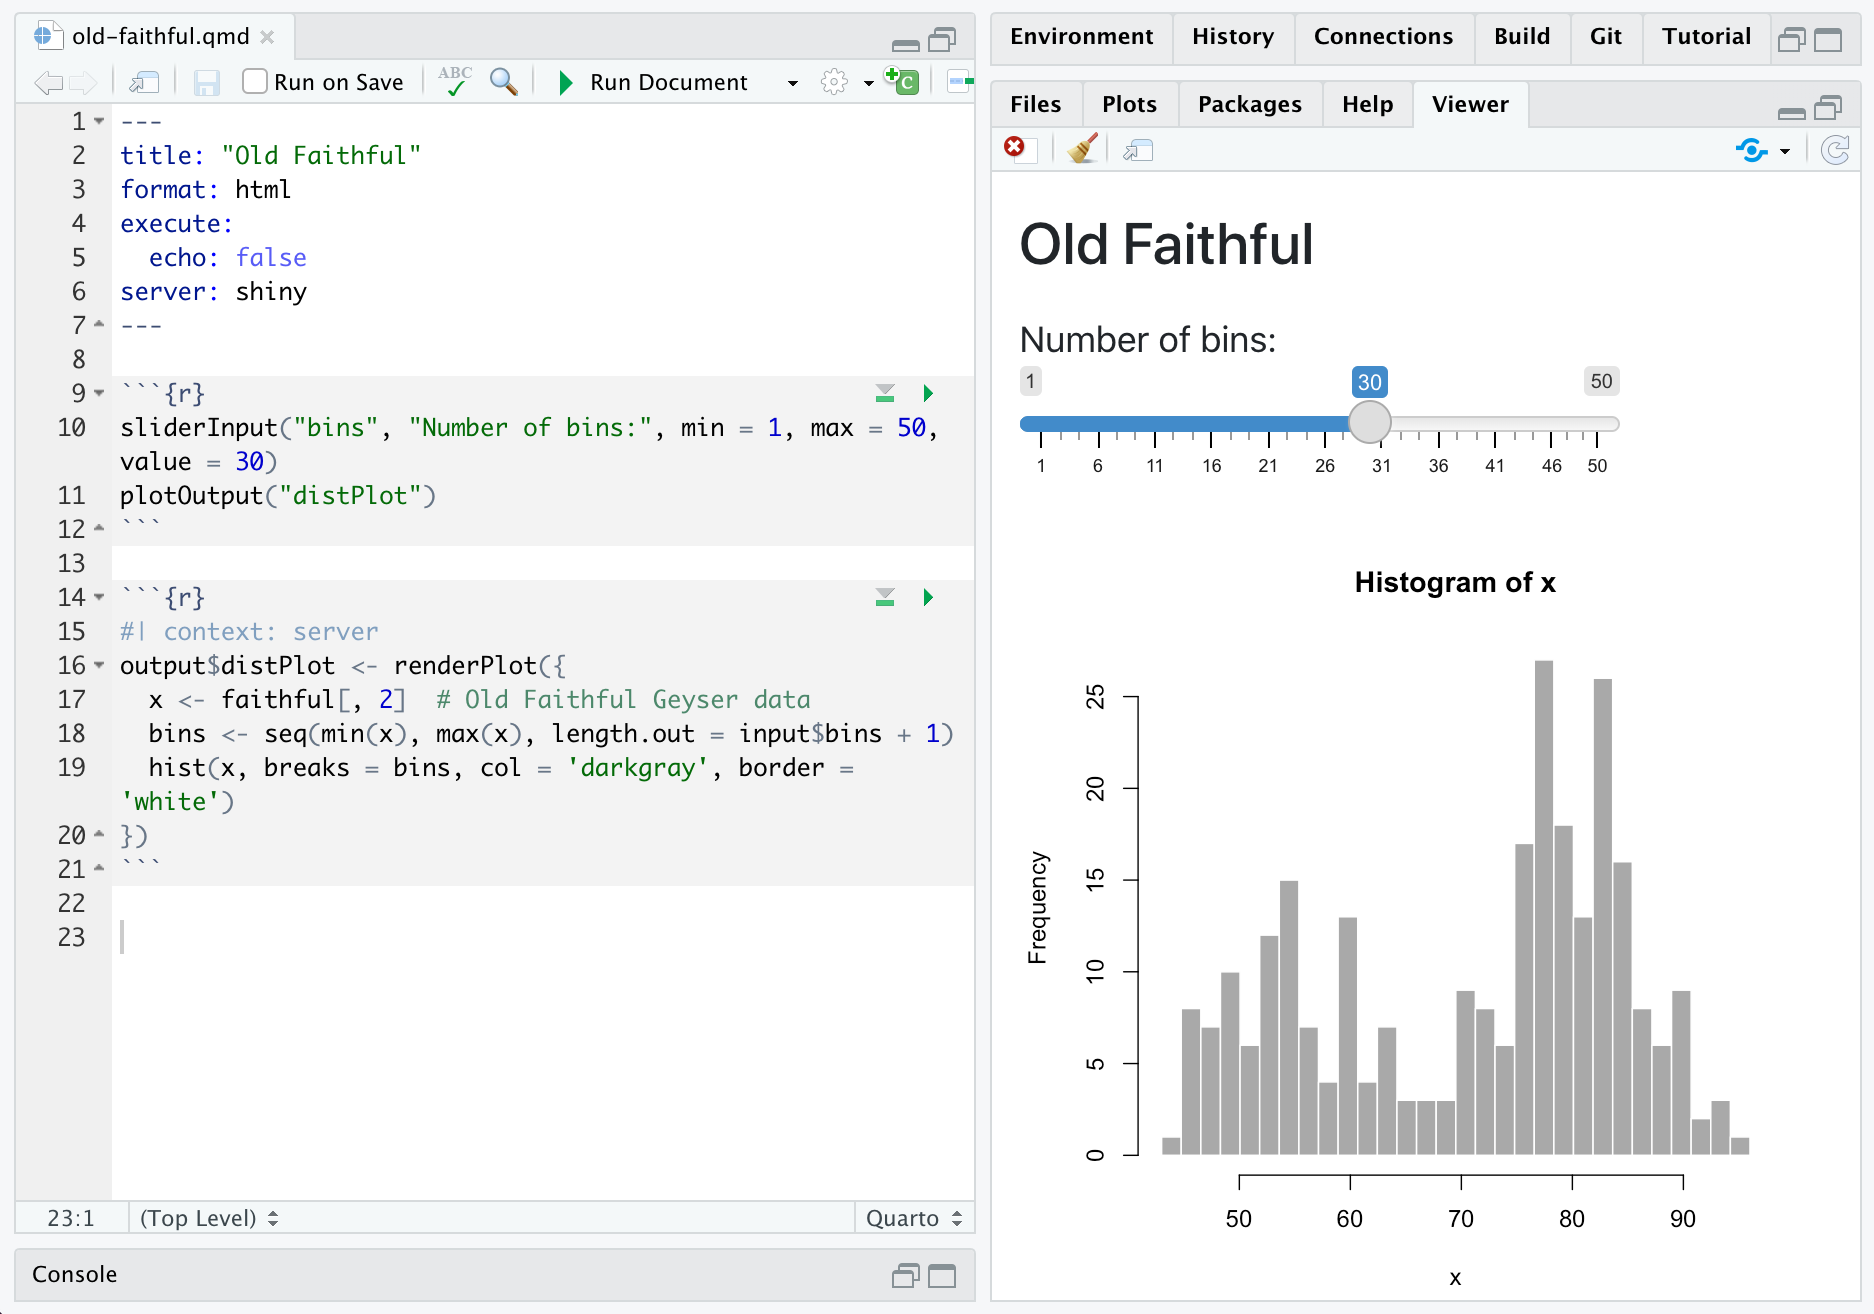 old-faithful.qmd
Run on Save
ABC
Run Document
C
1 ---
2 title: "Old Faithful"
3 format: html
4 execute:
5   echo: false
6 server: shiny
7 ---
8
9 ```{r}
10 sliderInput("bins", "Number of bins:", min = 1, max = 50,
value = 30)
11 plotOutput("distPlot")
12 ```
13
14 ```{r}
15 #| context: server
16 output$distPlot <- renderPlot({
17   x <- faithful[, 2]  # Old Faithful Geyser data
18   bins <- seq(min(x), max(x), length.out = input$bins + 1)
19   hist(x, breaks = bins, col = 'darkgray', border =
'white')
20 })
21 ```
22
23
23:1 (Top Level) Quarto
Console
Environment History Connections Build Git Tutorial
Files Plots Packages Help Viewer
Old Faithful
Number of bins:
1 30 50
1 6 11 16 21 26 31 36 41 46 50
Histogram of x
Frequency
25
20
15
10
5
0
50 60 70 80 90
x